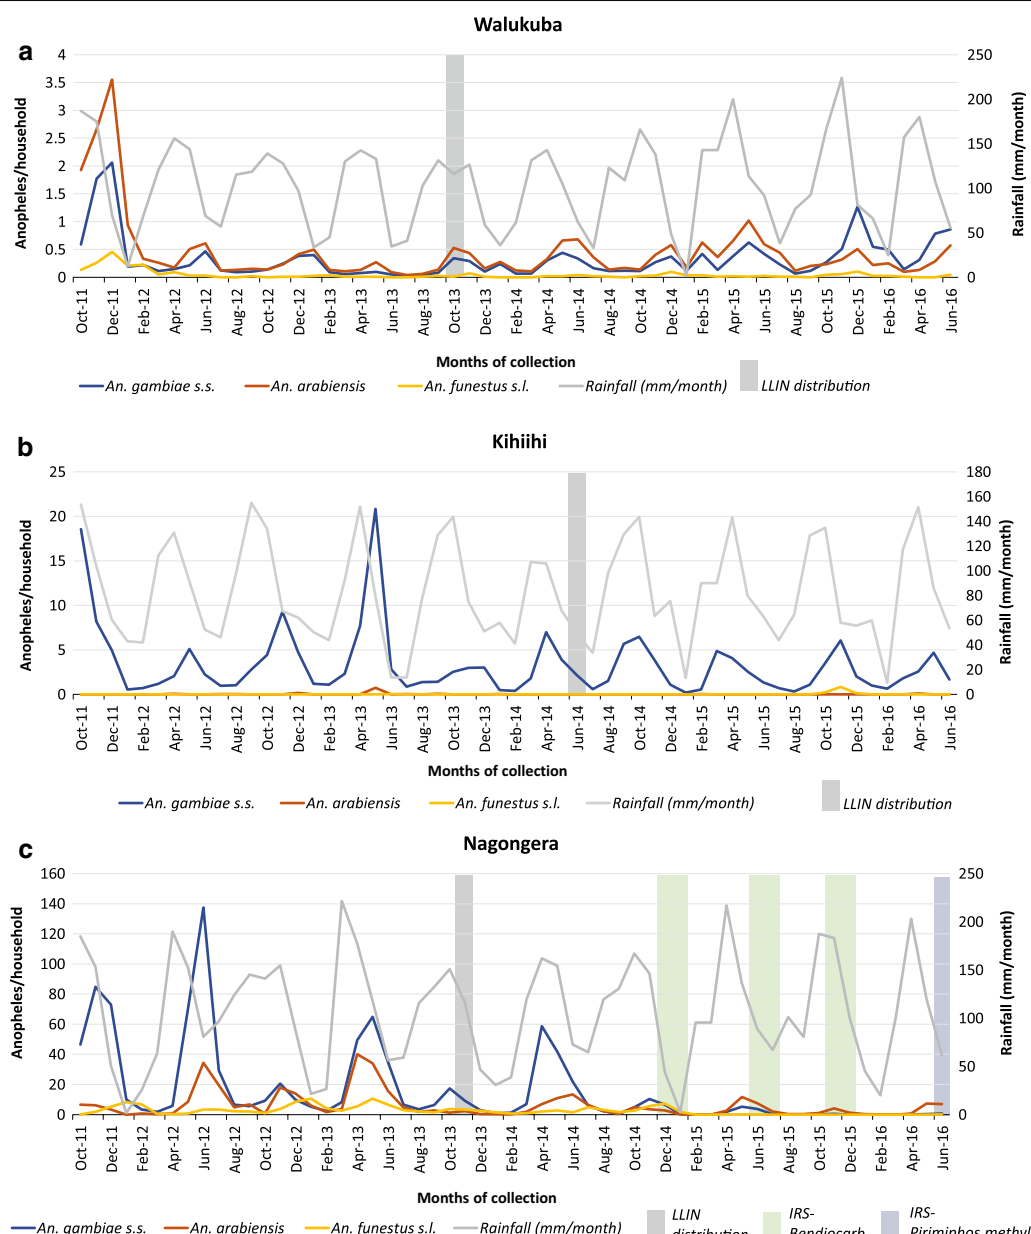 Walukuba
a
4
3.5
3
2.5
2
1.5
1
0.5
0
Anopheles/household
250
200
150
100
50
0
Rainfall (mm/month)
Oct-11 Dec-11 Feb-12 Apr-12 Jun-12 Aug-12 Oct-12 Dec-12 Feb-13 Apr-13 Jun-13 Aug-13 Oct-13 Dec-13 Feb-14 Apr-14 Jun-14 Aug-14 Oct-14 Dec-14 Feb-15 Apr-15 Jun-15 Aug-15 Oct-15 Dec-15 Feb-16 Apr-16 Jun-16
Months of collection
An. gambiae s.s. An. arabiensis An. funestus s.l. Rainfall (mm/month) LLIN distribution
b
Kihiihi
25
20
15
10
5
0
Anopheles/household
180
160
140
120
100
80
60
40
20
0
Rainfall (mm/month)
Oct-11 Dec-11 Feb-12 Apr-12 Jun-12 Aug-12 Oct-12 Dec-12 Feb-13 Apr-13 Jun-13 Aug-13 Oct-13 Dec-13 Feb-14 Apr-14 Jun-14 Aug-14 Oct-14 Dec-14 Feb-15 Apr-15 Jun-15 Aug-15 Oct-15 Dec-15 Feb-16 Apr-16 Jun-16
Months of collection
An. gambiae s.s. An. arabiensis An. funestus s.l. Rainfall (mm/month) LLIN distribution
c
Nagongera
160
140
120
100
80
60
40
20
0
Anopheles/household
250
200
150
100
50
0
Rainfall (mm/month)
Oct-11 Dec-11 Feb-12 Apr-12 Jun-12 Aug-12 Oct-12 Dec-12 Feb-13 Apr-13 Jun-13 Aug-13 Oct-13 Dec-13 Feb-14 Apr-14 Jun-14 Aug-14 Oct-14 Dec-14 Feb-15 Apr-15 Jun-15 Aug-15 Oct-15 Dec-15 Feb-16 Apr-16 Jun-16
Months of collection
An. gambiae s.s. An. arabiensis An. funestus s.l. Rainfall (mm/month)
LLIN
distribution
IRS-
Bendiocarb
IRS-
Pirimiphos methyl